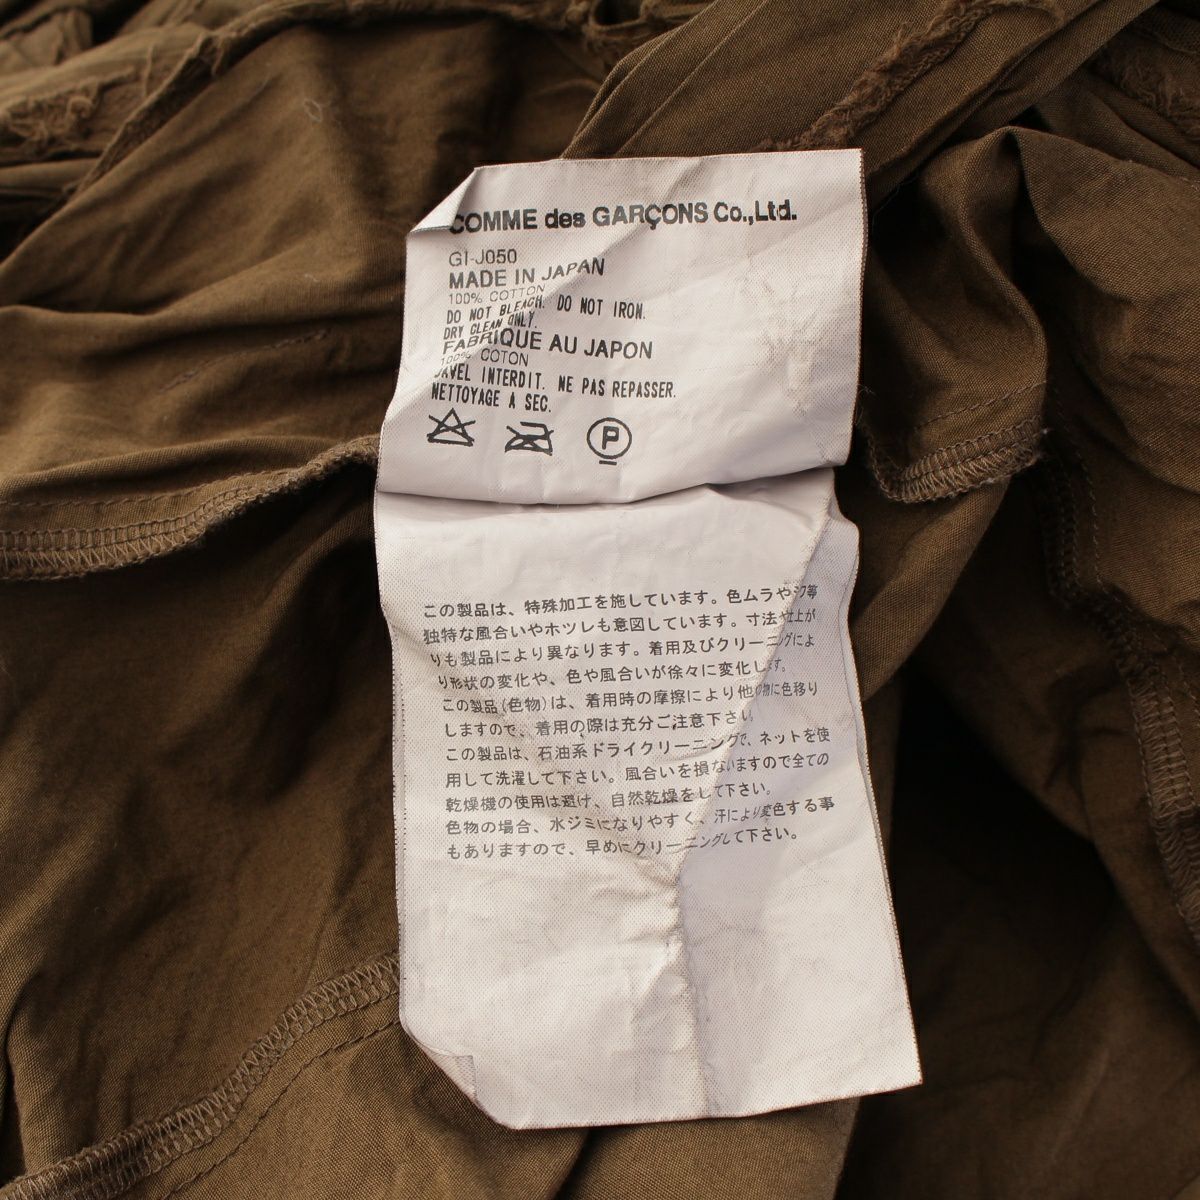 COMME des GARÇONS Co.,Ltd.
GI-J050
MADE IN JAPAN
100% COTTON
DO NOT BLEACH. DO NOT IRON.
DRY CLEAN ONLY.
FABRIQUE AU JAPON
100% COTON
JAVEL INTERDIT. NE PAS REPASSER.
NETTOYAGE A SEC.
P
この製品は、特殊加工を施しています。色ムラやシワ等
独特な風合いやホツレも意図しています。寸法や仕上が
りも製品により異なります。着用及びクリーニングによ
り形状の変化や、色や風合いが徐々に変化します。
この製品(色物)は、着用時の摩擦により他の物に色移り
しますので、着用の際は充分ご注意下さい。
この製品は、石油系ドライクリーニングで、ネットを使
用して洗濯して下さい。風合いを損ないますので全ての
乾燥機の使用は避け、自然乾燥をして下さい。
色物の場合、水ジミになりやすく、汗により変色する事
もありますので、早めにクリーニングして下さい。